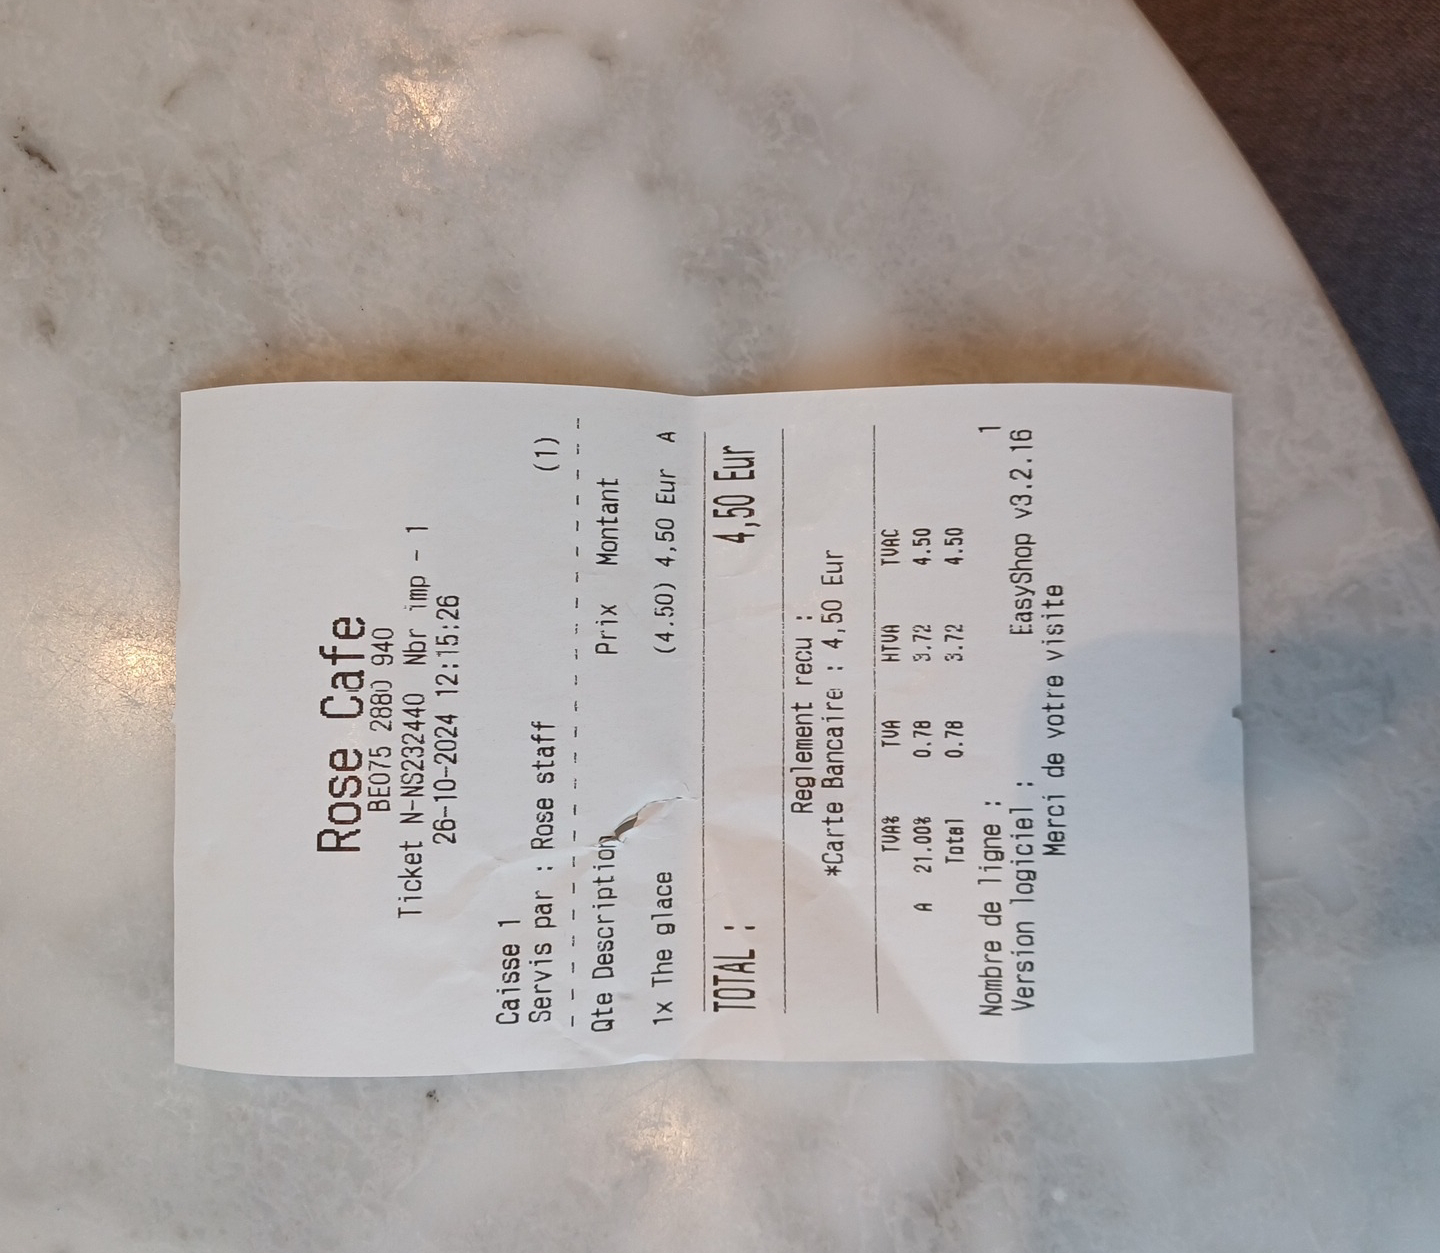 Rose Cafe
BE075 2880 940
Ticket N-NS232440 Nbr imp - 1
26-10-2024 12:15:26
Caisse 1
Servis par : Rose staff (1)
Qte Description Prix Montant
1x The glace (4.50) 4,50 Eur A
TOTAL : 4,50 Eur
Reglement recu :
*Carte Bancaire : 4,50 Eur
TVA% TVA HTVA TVAC
A 21.00% 0.78 3.72 4.50
Total 0.78 3.72 4.50
Nombre de ligne : 1
Version logiciel : EasyShop v3.2.16
Merci de votre visite